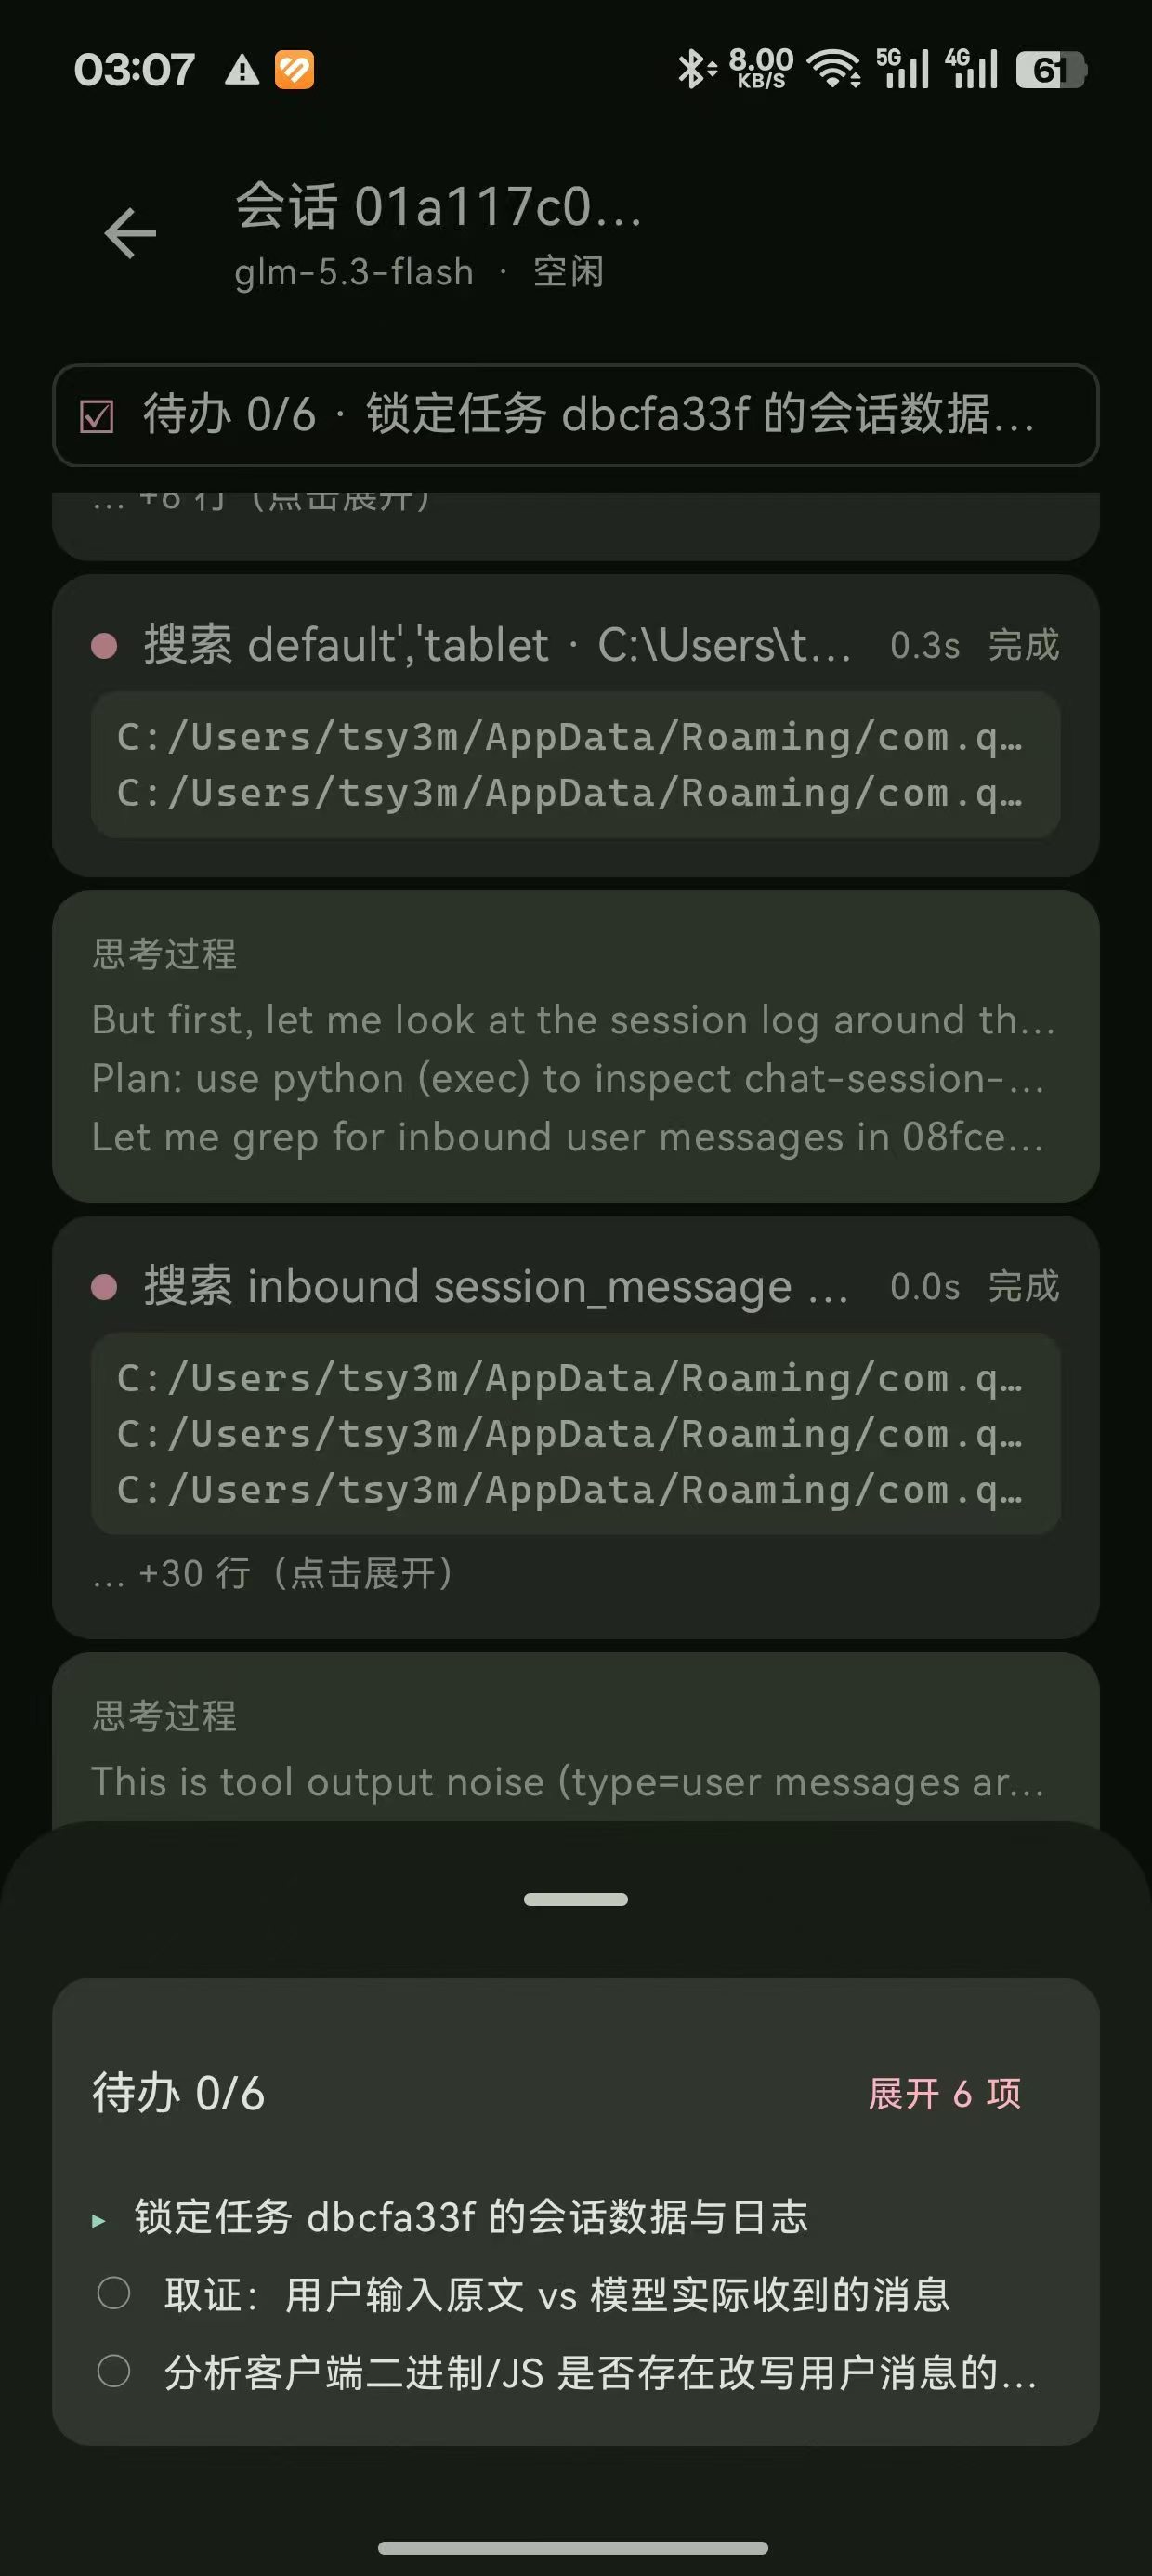 03:07
8.00 KB/S 5G 4G 61
会话 01a117c0...
glm-5.3-flash · 空闲
☑ 待办 0/6 · 锁定任务 dbcfa33f 的会话数据...
... +6 行（点击展开）
搜索 default','tablet · C:\Users\t... 0.3s 完成
C:/Users/tsy3m/AppData/Roaming/com.q…
C:/Users/tsy3m/AppData/Roaming/com.q…
思考过程
But first, let me look at the session log around th...
Plan: use python (exec) to inspect chat-session-...
Let me grep for inbound user messages in 08fce...
搜索 inbound session_message ... 0.0s 完成
C:/Users/tsy3m/AppData/Roaming/com.q…
C:/Users/tsy3m/AppData/Roaming/com.q…
C:/Users/tsy3m/AppData/Roaming/com.q…
... +30 行（点击展开）
思考过程
This is tool output noise (type=user messages ar...
待办 0/6 展开 6 项
▸ 锁定任务 dbcfa33f 的会话数据与日志
○ 取证：用户输入原文 vs 模型实际收到的消息
○ 分析客户端二进制/JS 是否存在改写用户消息的...